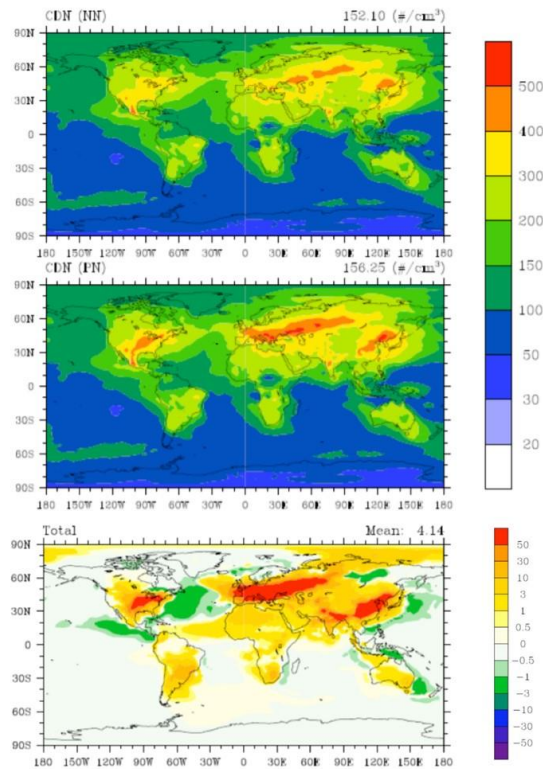 CDN (NN) 152.10 (#/cm³)
90N
60N
30N
0
30S
60S
90S
180 150W 120W 90W 60W 30W 0 30E 60E 90E 120E 150E 180
CDN (PN) 156.25 (#/cm³)
90N
60N
30N
0
30S
60S
90S
180 150W 120W 90W 60W 30W 0 30E 60E 90E 120E 150E 180
500
400
300
200
150
100
50
30
20
Total Mean: 4.14
90N
60N
30N
0
30S
60S
90S
180 150W 120W 90W 60W 30W 0 30E 60E 90E 120E 150E 180
50
30
10
3
1
0.5
0
-0.5
-1
-3
-10
-30
-50